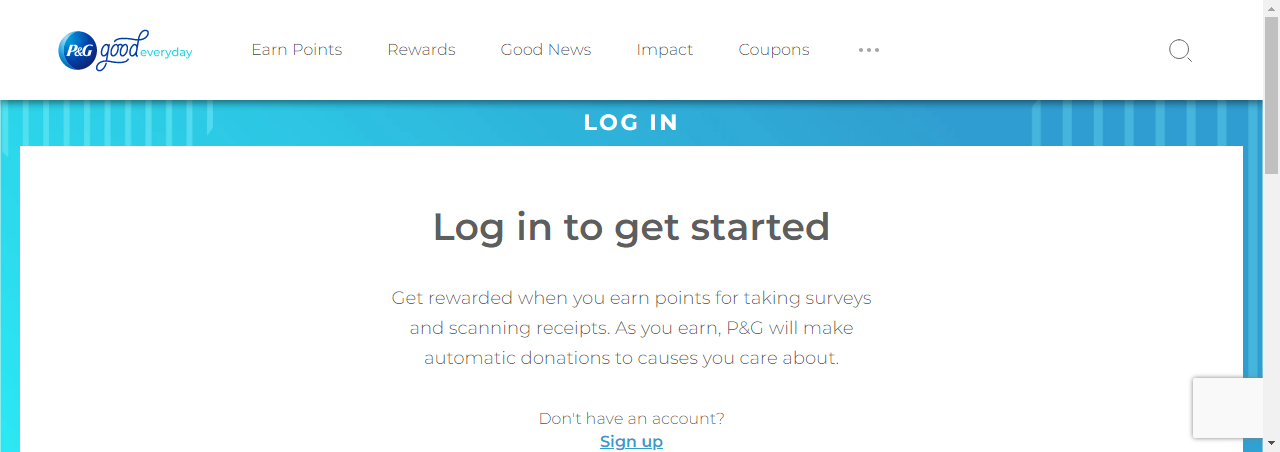 P&G good everyday
Earn Points
Rewards
Good News
Impact
Coupons
LOG IN
Log in to get started
Get rewarded when you earn points for taking surveys
and scanning receipts. As you earn, P&G will make
automatic donations to causes you care about.
Don't have an account?
Sign up